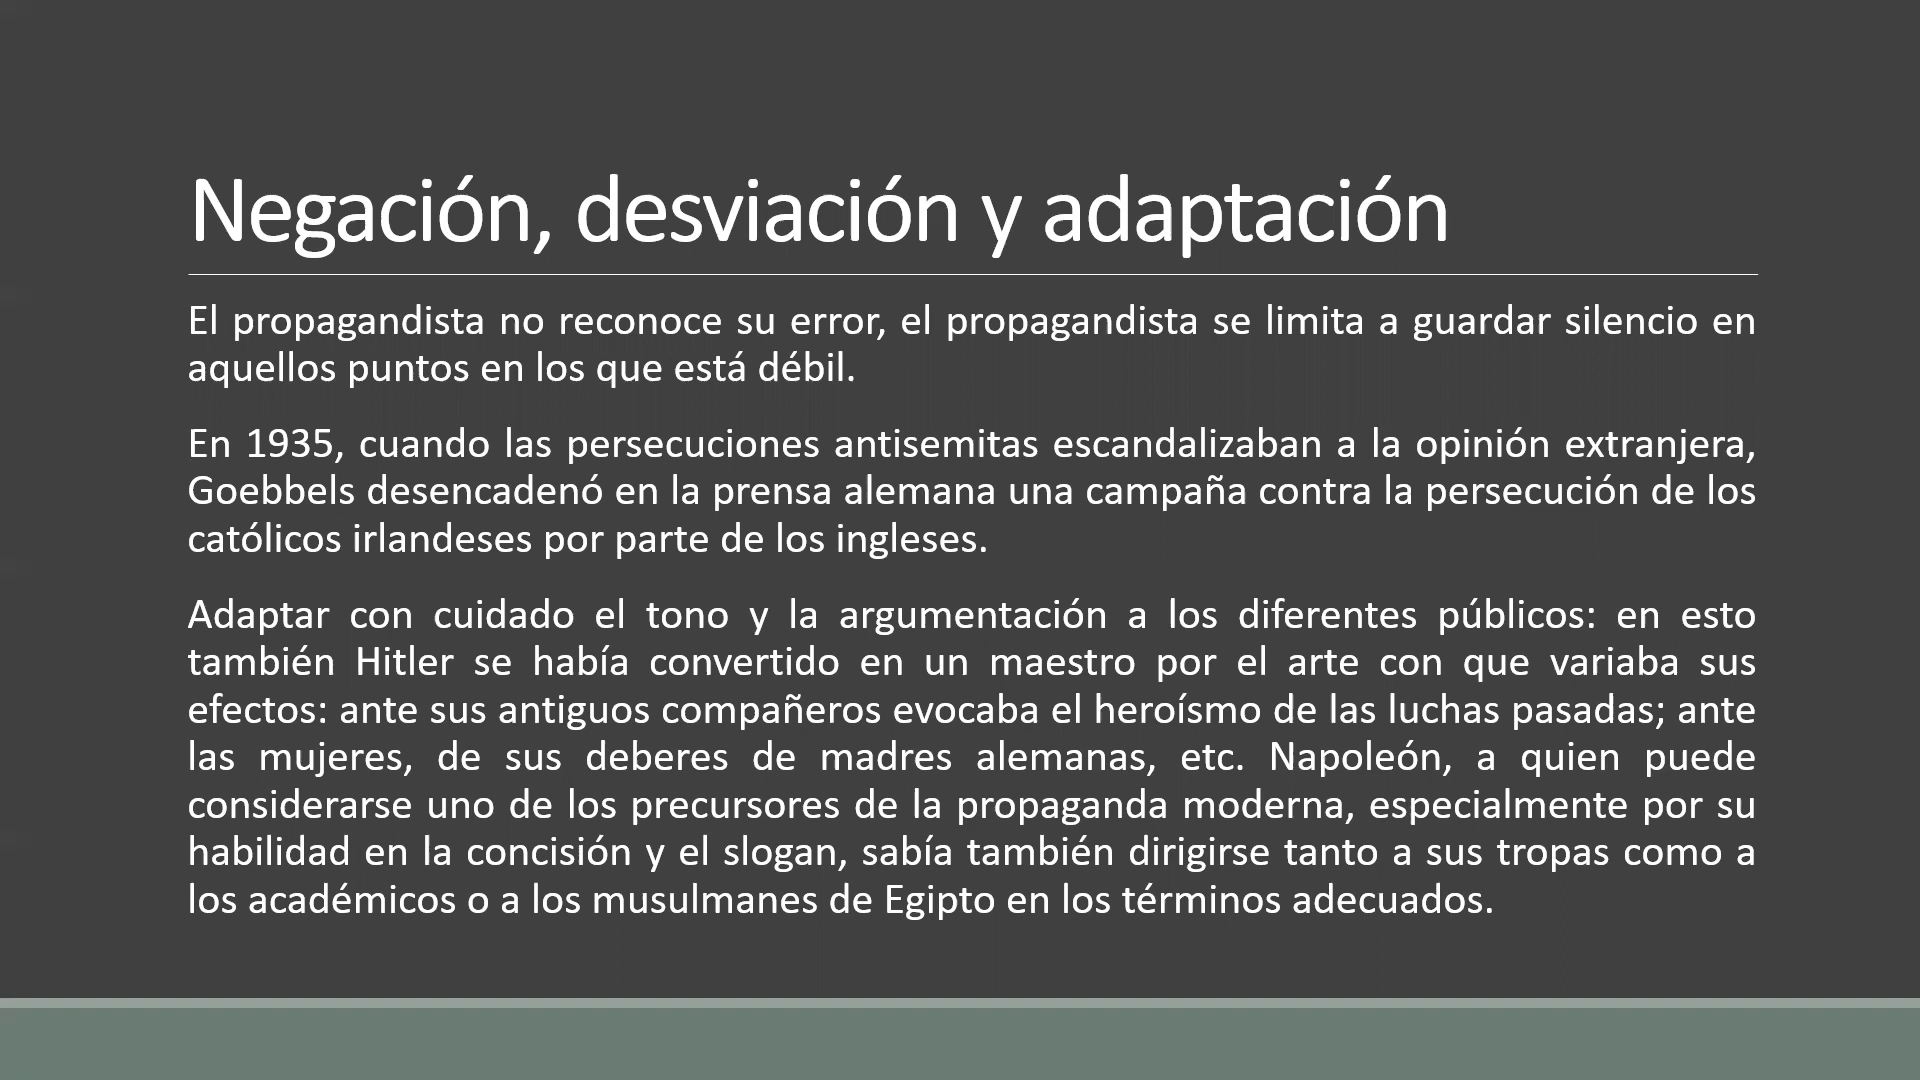 Negación, desviación y adaptación
El propagandista no reconoce su error, el propagandista se limita a guardar silencio en
aquellos puntos en los que está débil.
En 1935, cuando las persecuciones antisemitas escandalizaban a la opinión extranjera,
Goebbels desencadenó en la prensa alemana una campaña contra la persecución de los
católicos irlandeses por parte de los ingleses.
Adaptar con cuidado el tono y la argumentación a los diferentes públicos: en esto
también Hitler se había convertido en un maestro por el arte con que variaba sus
efectos: ante sus antiguos compañeros evocaba el heroísmo de las luchas pasadas; ante
las mujeres, de sus deberes de madres alemanas, etc. Napoleón, a quien puede
considerarse uno de los precursores de la propaganda moderna, especialmente por su
habilidad en la concisión y el slogan, sabía también dirigirse tanto a sus tropas como a
los académicos o a los musulmanes de Egipto en los términos adecuados.